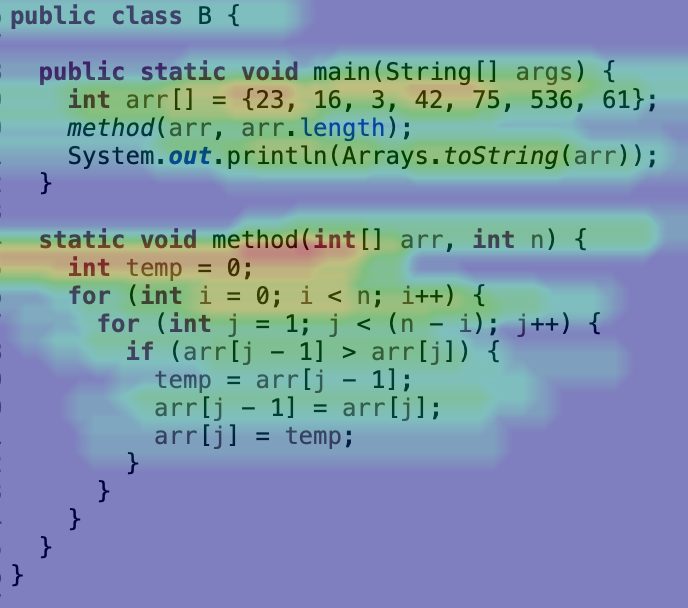 public class B {
public static void main(String[] args) {
int arr[] = {23, 16, 3, 42, 75, 536, 61};
method(arr, arr.length);
System.out.println(Arrays.toString(arr));
}
static void method(int[] arr, int n) {
int temp = 0;
for (int i = 0; i < n; i++) {
for (int j = 1; j < (n - i); j++) {
if (arr[j - 1] > arr[j]) {
temp = arr[j - 1];
arr[j - 1] = arr[j];
arr[j] = temp;
}
}
}
}
}